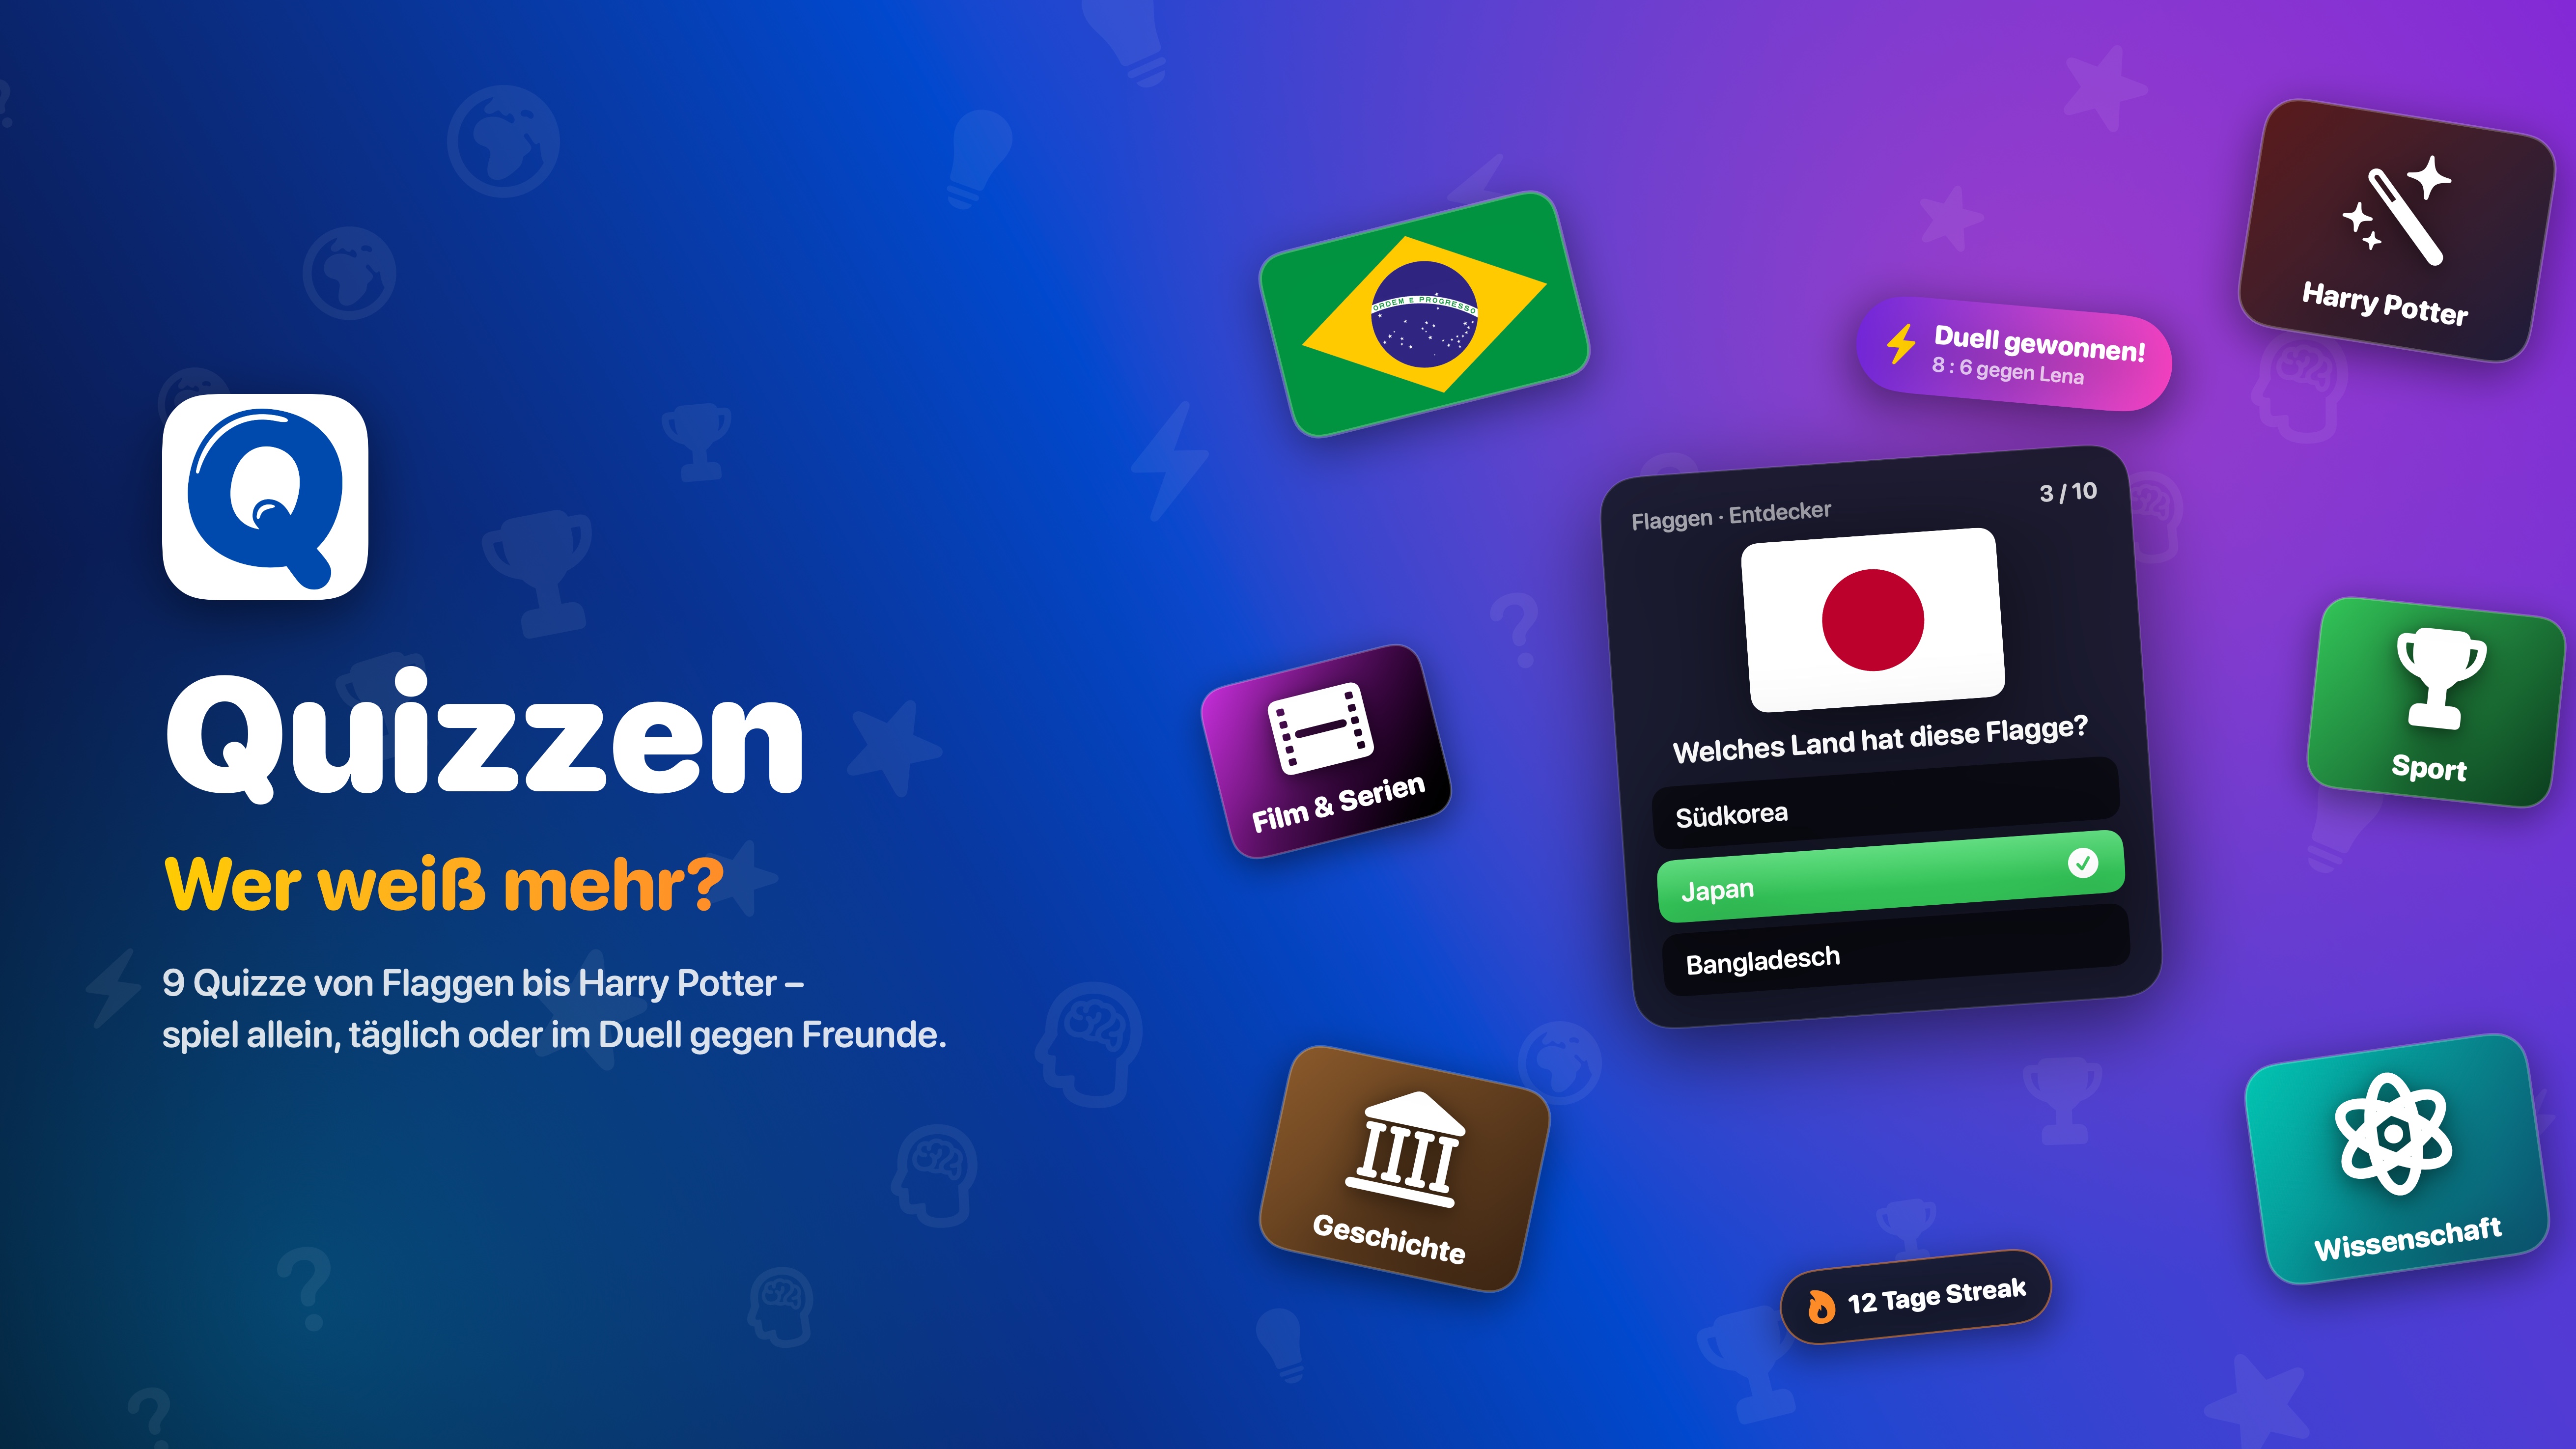 Quizzen
Wer weiß mehr?
9 Quizze von Flaggen bis Harry Potter –
spiel allein, täglich oder im Duell gegen Freunde.
ORDEM E PROGRESSO
Harry Potter
Duell gewonnen!
8 : 6 gegen Lena
Flaggen · Entdecker
3 / 10
Welches Land hat diese Flagge?
Südkorea
Japan
Bangladesch
Film & Serien
Sport
Geschichte
Wissenschaft
12 Tage Streak